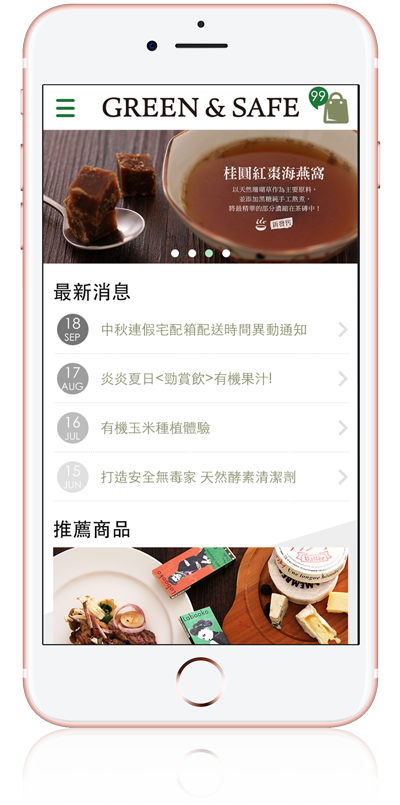 GREEN & SAFE
99
桂圓紅棗海燕窩
以天然珊瑚草作為主要原料，
並添加黑糖純手工熬煮，
將最精華的部分濃縮在茶磚中！
新發售
最新消息
18 SEP 中秋連假宅配箱配送時間異動通知
17 AUG 炎炎夏日<勁賞飲>有機果汁!
16 JUL 有機玉米種植體驗
15 JUN 打造安全無毒家 天然酵素清潔劑
推薦商品